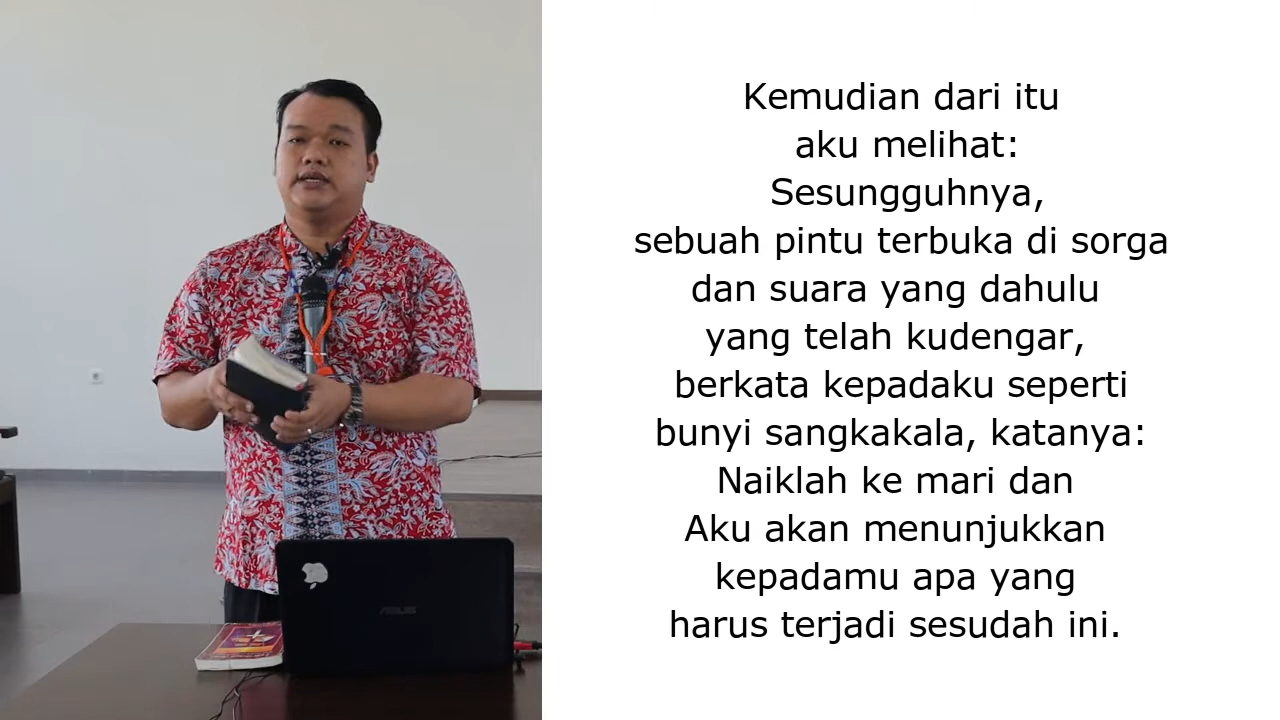 Kemudian dari itu
aku melihat:
Sesungguhnya,
sebuah pintu terbuka di sorga
dan suara yang dahulu
yang telah kudengar,
berkata kepadaku seperti
bunyi sangkakala, katanya:
Naiklah ke mari dan
Aku akan menunjukkan
kepadamu apa yang
harus terjadi sesudah ini.
ASUS